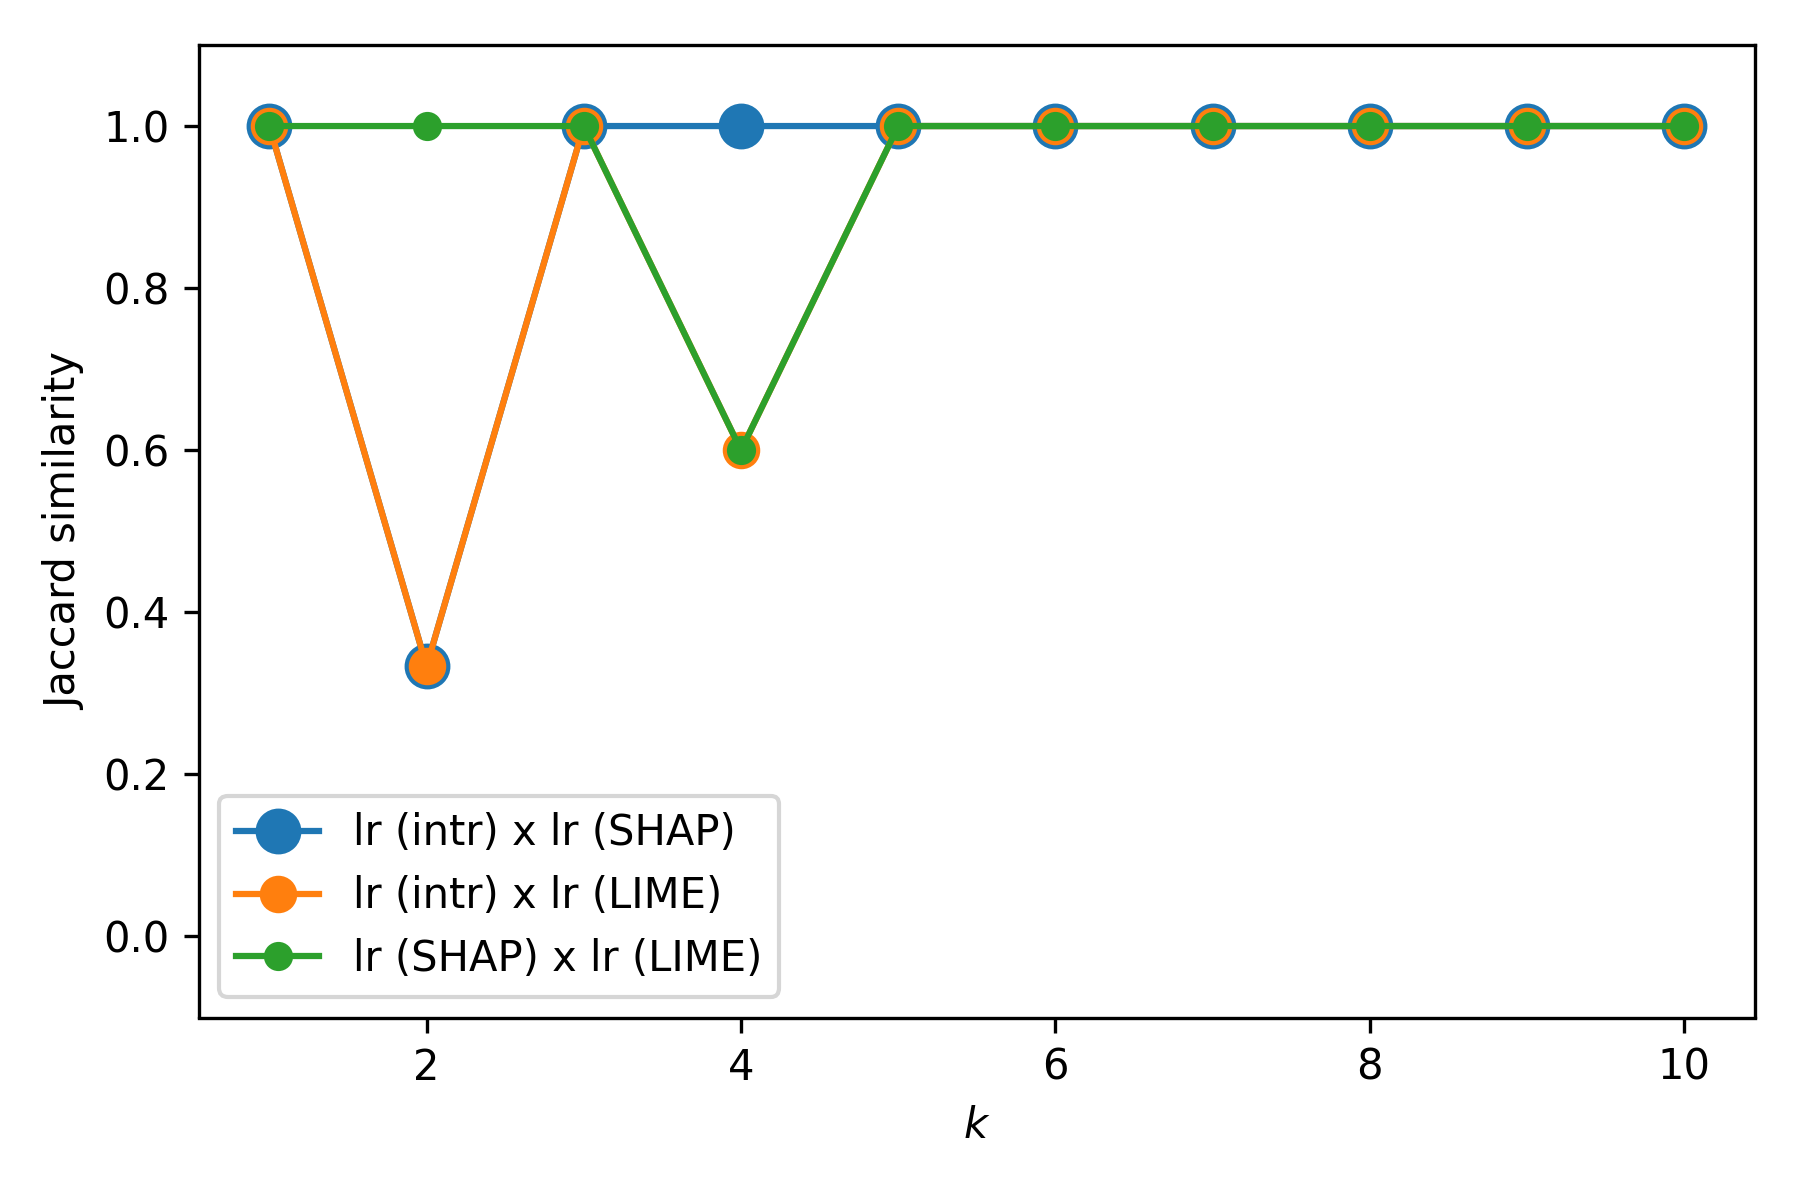 1.0
0.8
0.6
0.4
0.2
0.0
Jaccard similarity
lr (intr) x lr (SHAP)
lr (intr) x lr (LIME)
lr (SHAP) x lr (LIME)
2 4 6 8 10
k